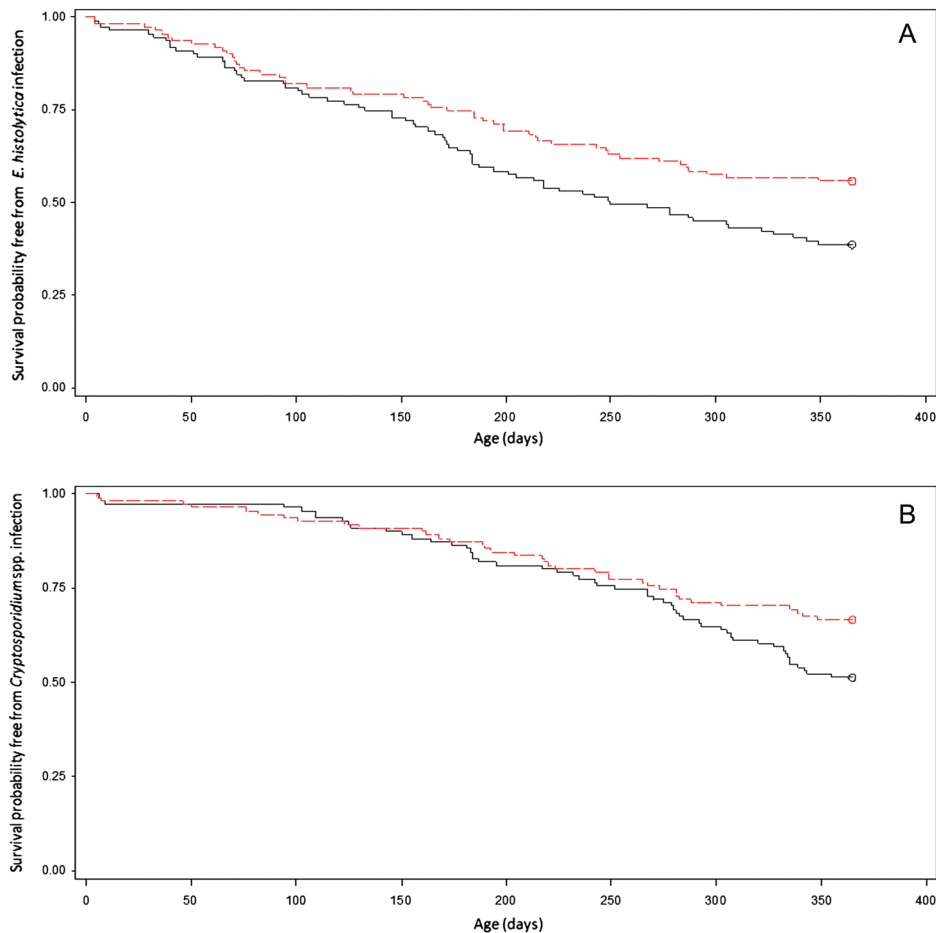 A
Survival probability free from E. histolytica infection
1.00
0.75
0.50
0.25
0.00
0 50 100 150 200 250 300 350 400
Age (days)
B
Survival probability free from Cryptosporidium spp. infection
1.00
0.75
0.50
0.25
0.00
0 50 100 150 200 250 300 350 400
Age (days)